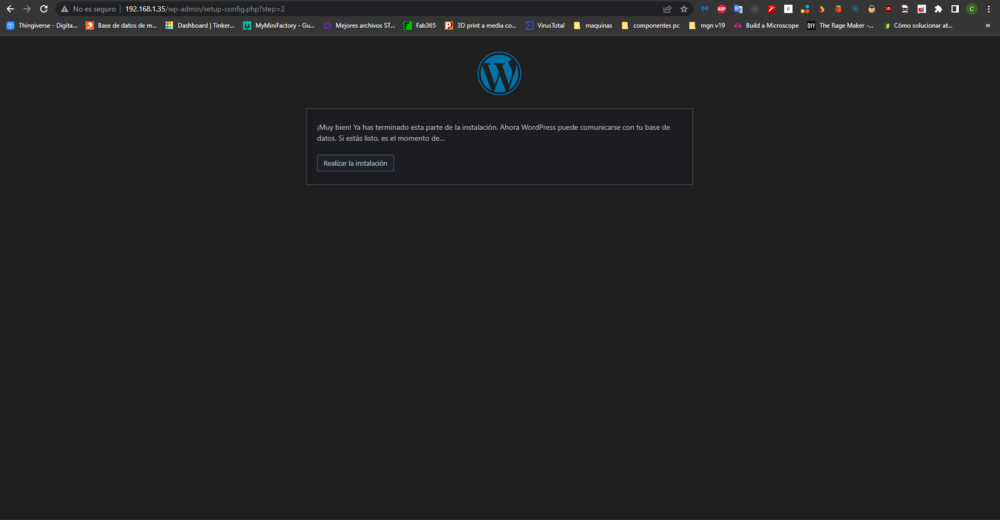 No es seguro 192.168.1.35/wp-admin/setup-config.php?step=2
Thingiverse - Digita... Base de datos de m... Dashboard | Tinker... MyMiniFactory - Gu... Mejores archivos ST... Fab365 3D print a media co... VirusTotal maquinas componentes pc mgn v19 Build a Microscope DIY The Rage Maker -... Cómo solucionar at... »
¡Muy bien! Ya has terminado esta parte de la instalación. Ahora WordPress puede comunicarse con tu base de
datos. Si estás listo, es el momento de...
Realizar la instalación